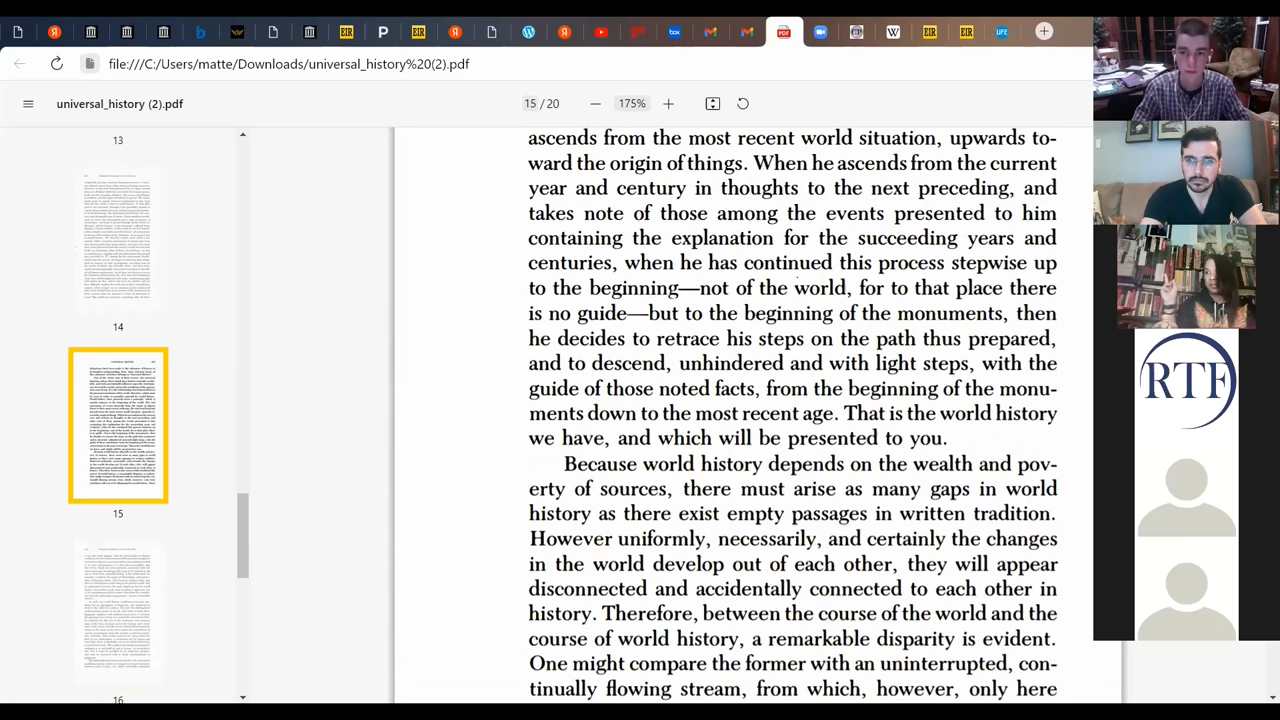 file:///C:/Users/matte/Downloads/universal_history%20(2).pdf
universal_history (2).pdf
15 / 20
175%
13
14
15
16
ascends from the most recent world situation, upwards to-
ward the origin of things. When he ascends from the current
year and century in thoughts to the next preceding, and
note of those among the events presented to him
taining the explanation for the succeeding years and
centuries, when he has continued this process stepwise up
to the beginning—not of the world, for to that place there
is no guide—but to the beginning of the monuments, then
he decides to retrace his steps on the path thus prepared,
and to descend, unhindered and with light steps, with the
guide of those noted facts, from the beginning of the monu-
ments down to the most recent age. That is the world history
we have, and which will be presented to you.
Because world history depends on the wealth and pov-
erty of sources, there must arise as many gaps in world
history as there exist empty passages in written tradition.
However uniformly, necessarily, and certainly the changes
the world develop out of each other, they will appear
connected and accidentally connected to each other in
Therefore, between the course of the world and the
of world history, a remarkable disparity is evident.
One might compare the former with an uninterrupted, con-
tinually flowing stream, from which, however, only here
RTF
EIR
P
EIR
PDF
W
EIR
EIR
LIFE
box